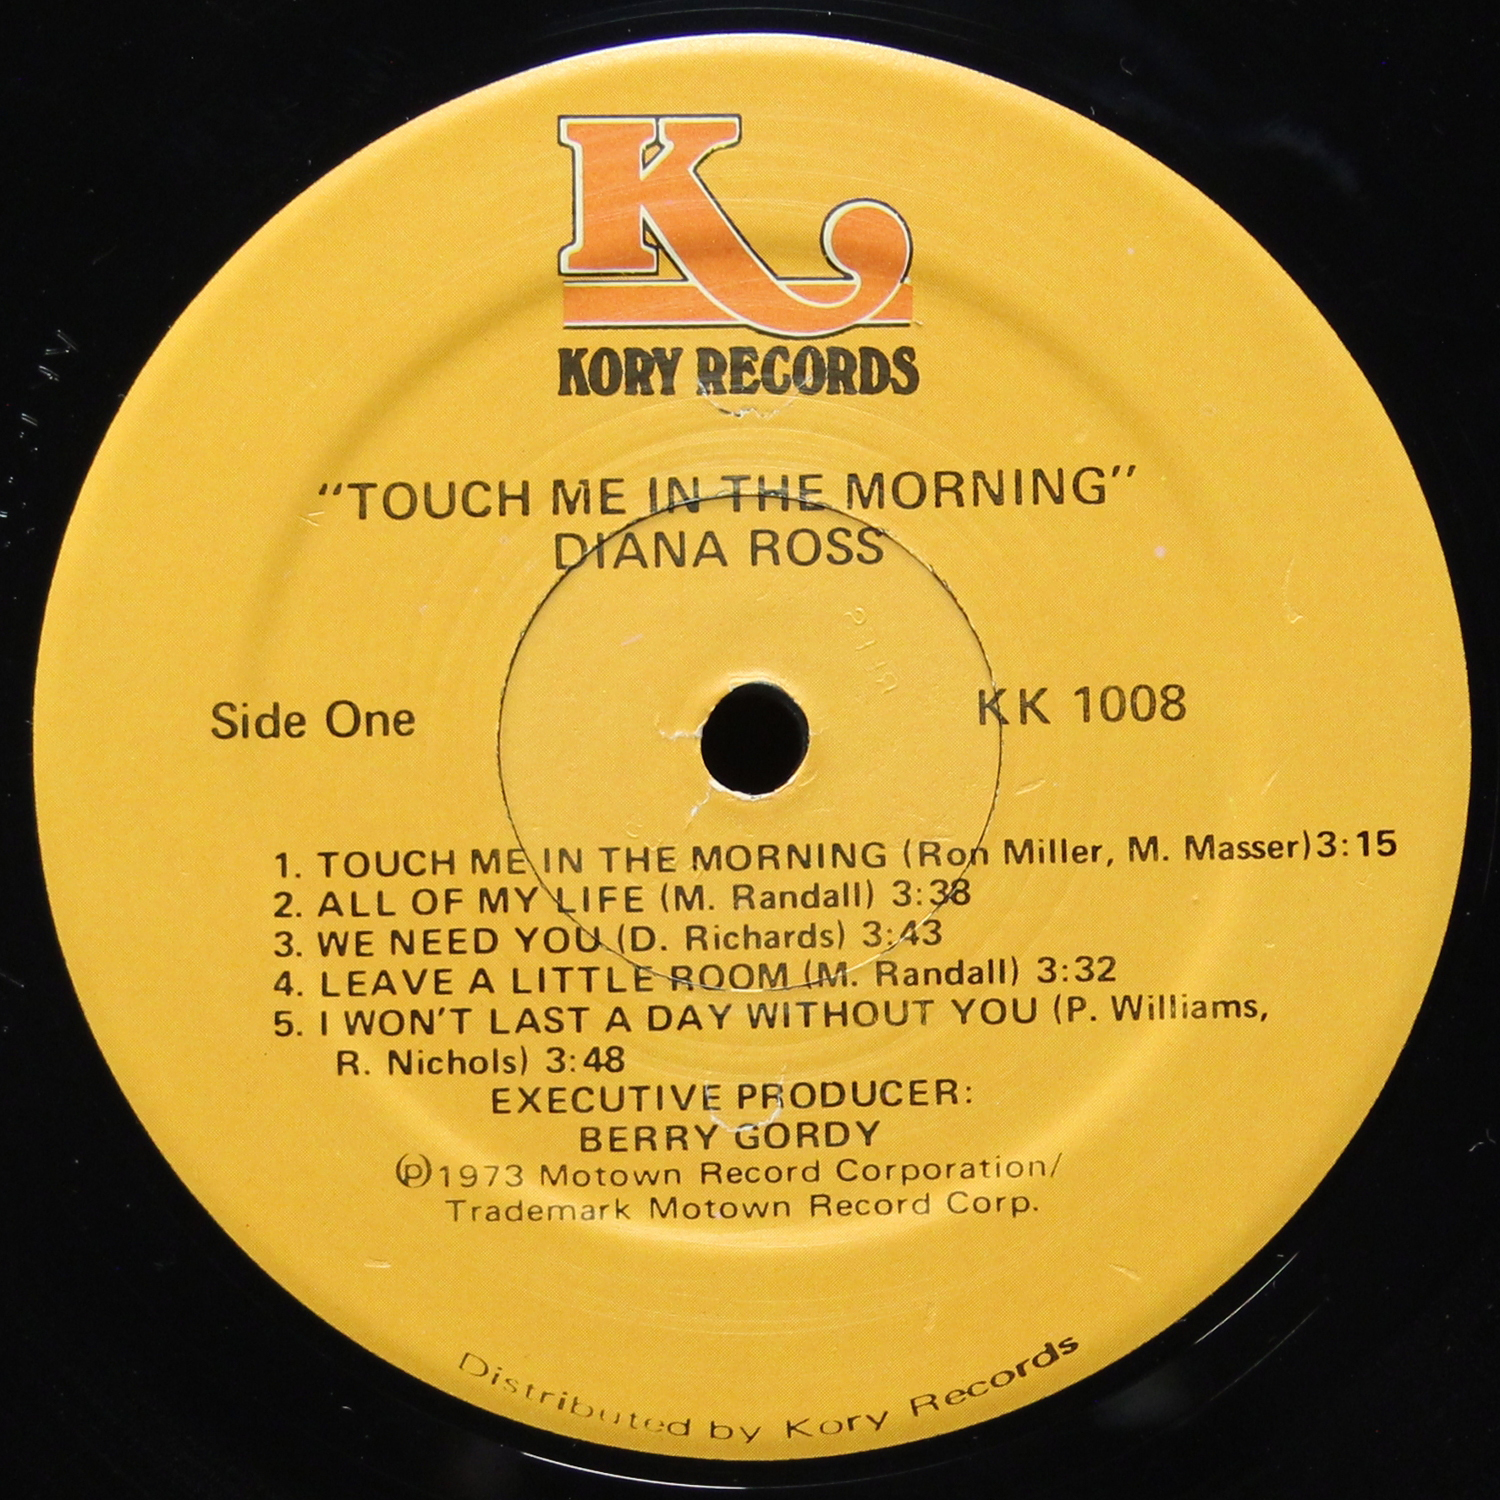 K
KORY RECORDS
"TOUCH ME IN THE MORNING"
DIANA ROSS
Side One
KK 1008
1. TOUCH ME IN THE MORNING (Ron Miller, M. Masser) 3:15
2. ALL OF MY LIFE (M. Randall) 3:38
3. WE NEED YOU (D. Richards) 3:43
4. LEAVE A LITTLE ROOM (M. Randall) 3:32
5. I WON'T LAST A DAY WITHOUT YOU (P. Williams,
R. Nichols) 3:48
EXECUTIVE PRODUCER:
BERRY GORDY
℗1973 Motown Record Corporation/
Trademark Motown Record Corp.
Distributed by Kory Records